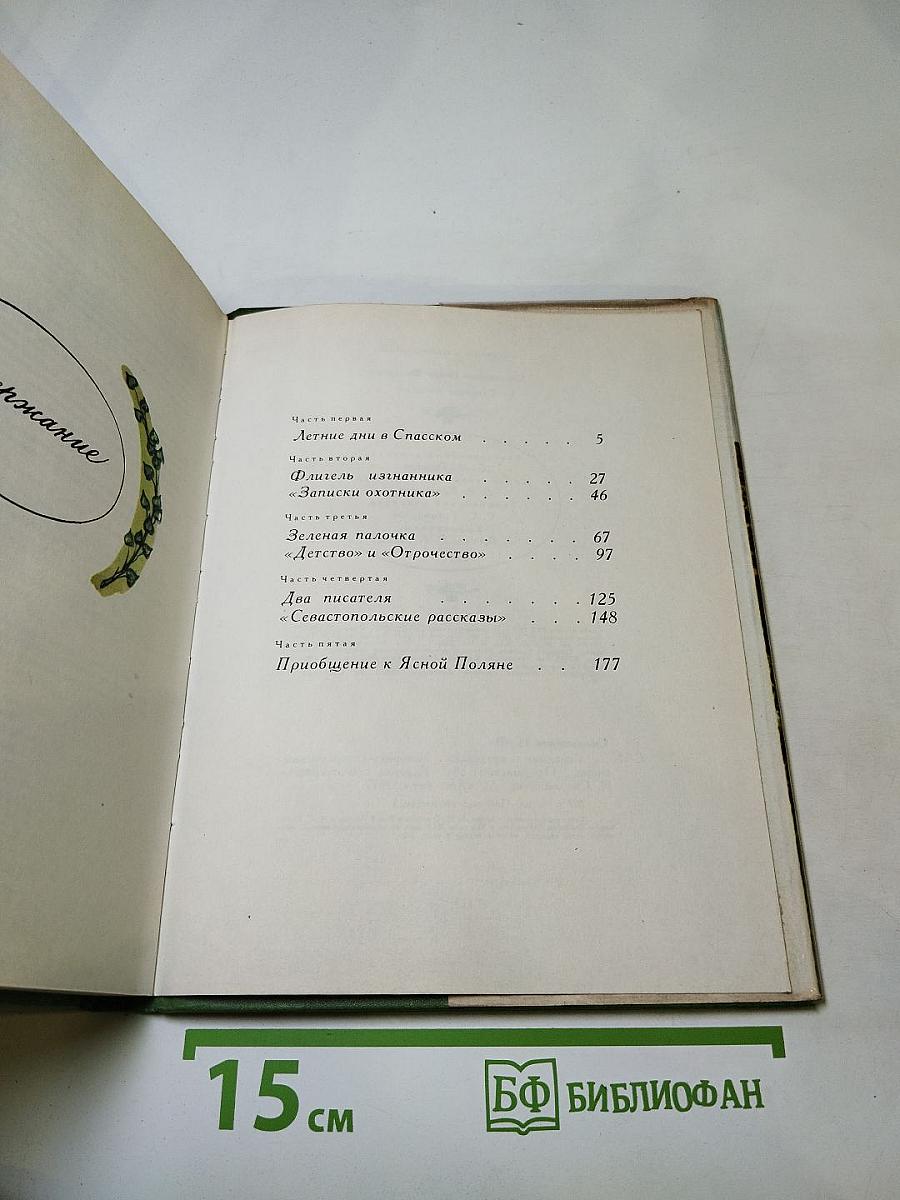 Часть первая
Летние дни в Спасском . . . . . 5
Часть вторая
Флигель изгнанника . . . . . 27
«Записки охотника» . . . . . . 46
Часть третья
Зеленая палочка . . . . . . . 67
«Детство» и «Отрочество» . . . . 97
Часть четвертая
Два писателя . . . . . . . 125
«Севастопольские рассказы» . . . 148
Часть пятая
Приобщение к Ясной Поляне . . 177
15 см
БФ БИБЛИОФАН